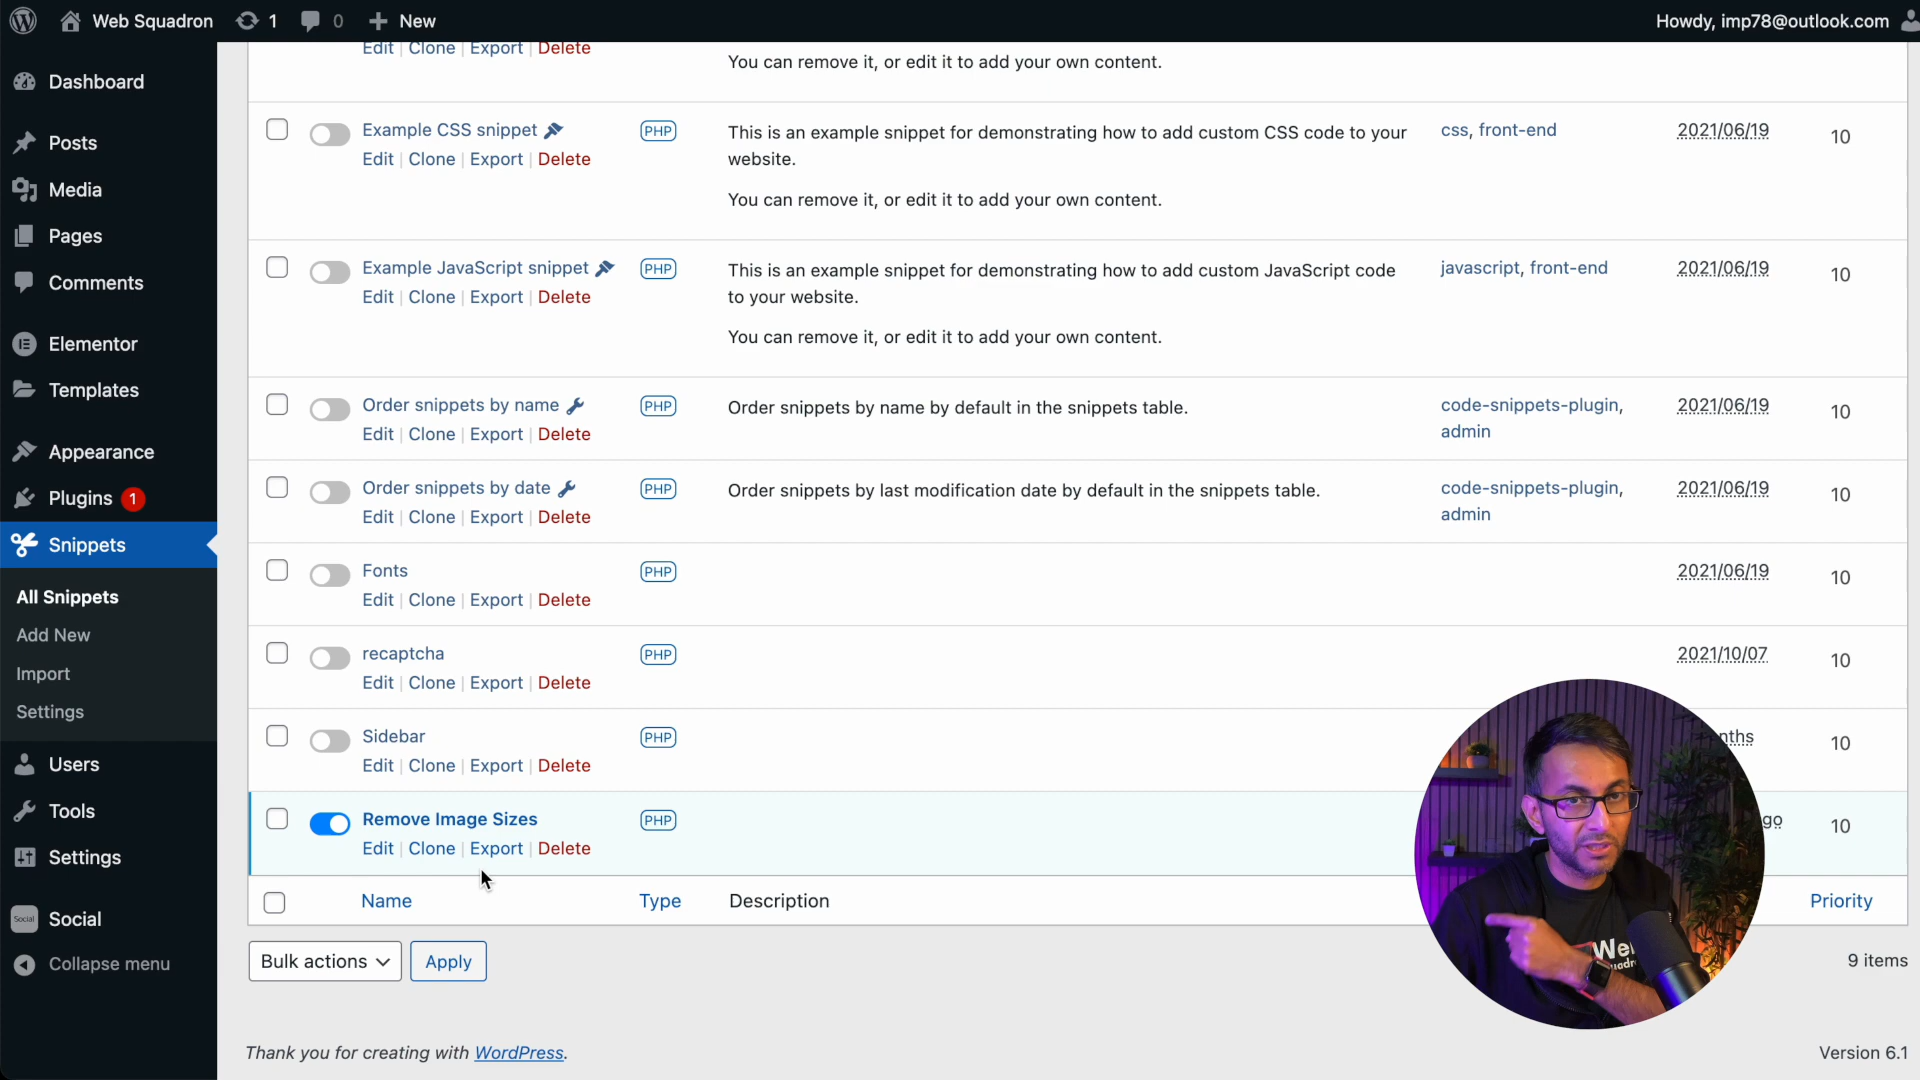 Web Squadron 1 0 New Howdy, imp78@outlook.com
Dashboard
Posts
Media
Pages
Comments
Elementor
Templates
Appearance
Plugins 1
Snippets
All Snippets
Add New
Import
Settings
Users
Tools
Settings
Social Social
Collapse menu
Edit | Clone | Export | Delete
You can remove it, or edit it to add your own content.
Example CSS snippet PHP This is an example snippet for demonstrating how to add custom CSS code to your css, front-end 2021/06/19 10
Edit | Clone | Export | Delete website.
You can remove it, or edit it to add your own content.
Example JavaScript snippet PHP This is an example snippet for demonstrating how to add custom JavaScript code javascript, front-end 2021/06/19 10
Edit | Clone | Export | Delete to your website.
You can remove it, or edit it to add your own content.
Order snippets by name PHP Order snippets by name by default in the snippets table. code-snippets-plugin, 2021/06/19 10
Edit | Clone | Export | Delete admin
Order snippets by date PHP Order snippets by last modification date by default in the snippets table. code-snippets-plugin, 2021/06/19 10
Edit | Clone | Export | Delete admin
Fonts PHP 2021/06/19 10
Edit | Clone | Export | Delete
recaptcha PHP 2021/10/07 10
Edit | Clone | Export | Delete
Sidebar PHP nths 10
Edit | Clone | Export | Delete
Remove Image Sizes PHP go 10
Edit | Clone | Export | Delete
Name Type Description Priority
Bulk actions Apply 9 items
Thank you for creating with WordPress. Version 6.1